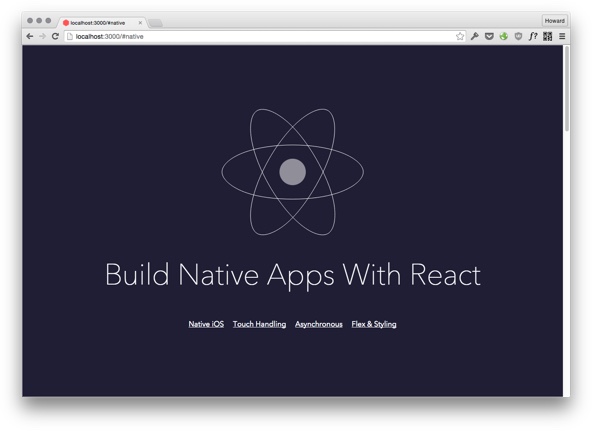 localhost:3000/#native
Howard
localhost:3000/#native
f?
Build Native Apps With React
Native iOS Touch Handling Asynchronous Flex & Styling